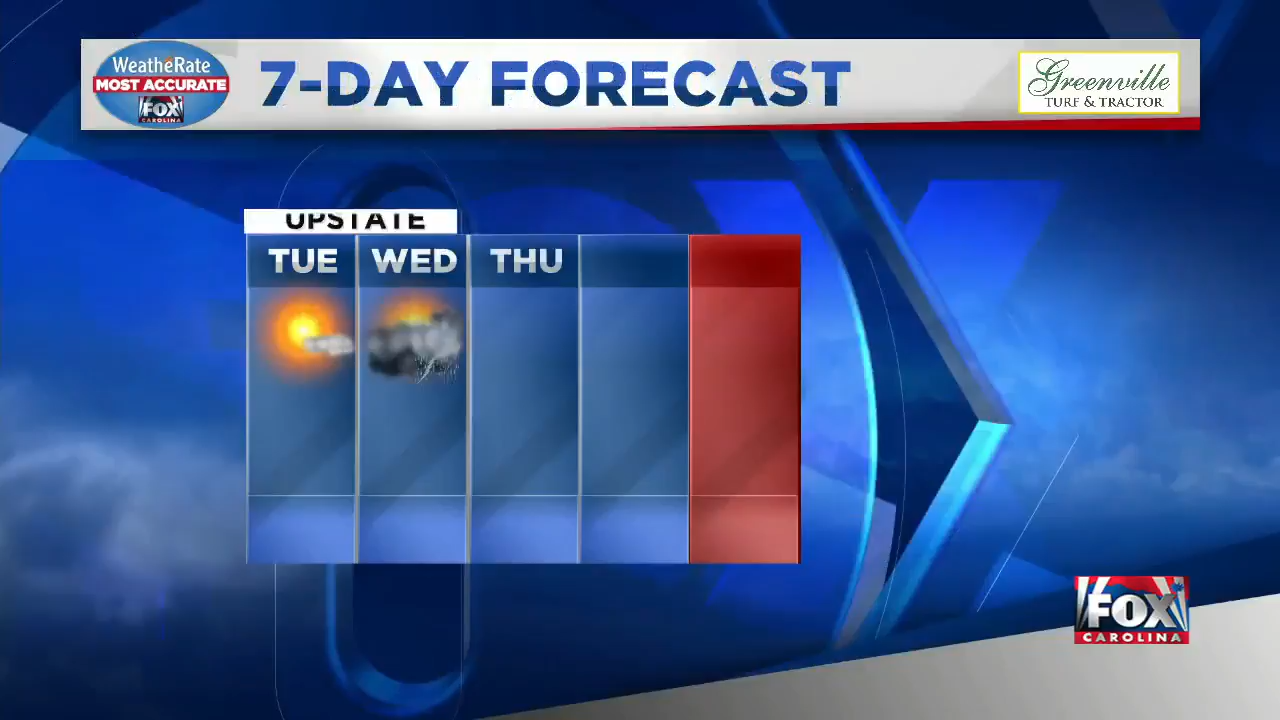 WeatheRate
MOST ACCURATE
FOX
CAROLINA
7-DAY FORECAST
Greenville
TURF & TRACTOR
UPSTATE
TUE WED THU
FOX
CAROLINA